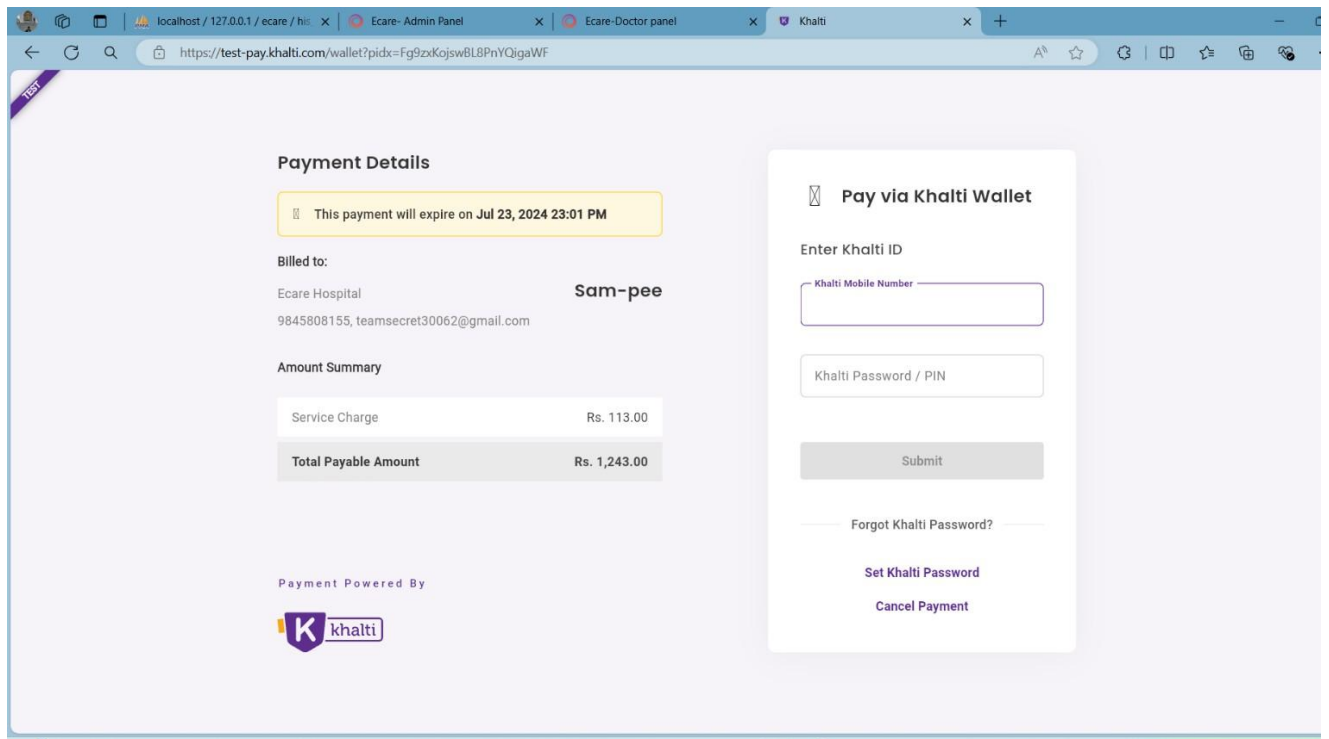 localhost / 127.0.0.1 / ecare / his
Ecare- Admin Panel
Ecare-Doctor panel
Khalti
https://test-pay.khalti.com/wallet?pidx=Fg9zxKojswBL8PnYQigaWF
TEST
Payment Details
This payment will expire on Jul 23, 2024 23:01 PM
Billed to:
Ecare Hospital
Sam-pee
9845808155, teamsecret30062@gmail.com
Amount Summary
Service Charge Rs. 113.00
Total Payable Amount Rs. 1,243.00
Payment Powered By
K khalti
Pay via Khalti Wallet
Enter Khalti ID
Khalti Mobile Number
Khalti Password / PIN
Submit
Forgot Khalti Password?
Set Khalti Password
Cancel Payment